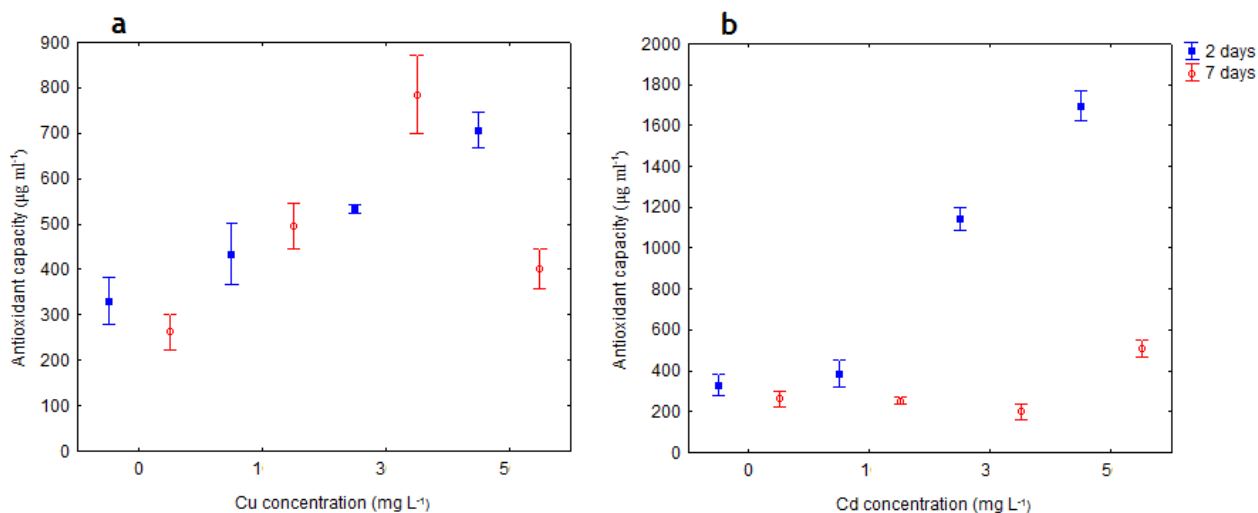 a
900
800
700
600
500
400
300
200
100
0
Antioxidant capacity (µg ml⁻¹)
0 1 3 5
Cu concentration (mg L⁻¹)
b
2000
1800
1600
1400
1200
1000
800
600
400
200
0
Antioxidant capacity (µg ml⁻¹)
0 1 3 5
Cd concentration (mg L⁻¹)
2 days
7 days